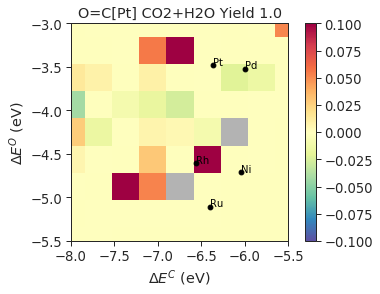 O=C[Pt] CO2+H2O Yield 1.0
−3.0
−3.5
−4.0
−4.5
−5.0
−5.5
ΔE^O (eV)
Pt
Pd
Rh
Ni
Ru
−8.0 −7.5 −7.0 −6.5 −6.0 −5.5
ΔE^C (eV)
0.100
0.075
0.050
0.025
0.000
−0.025
−0.050
−0.075
−0.100